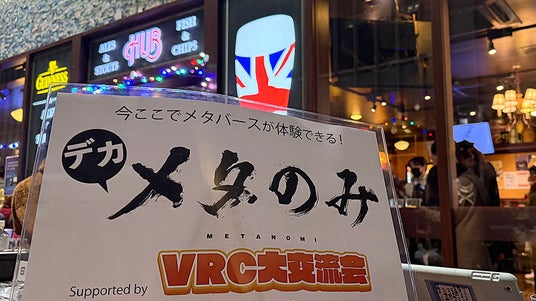 ALES & STOUTS
HUB
FISH & CHIPS
GUINNESS
今ここでメタバースが体験できる!
デカ
メタのみ
METANOMI
VRC大交流会
Supported by